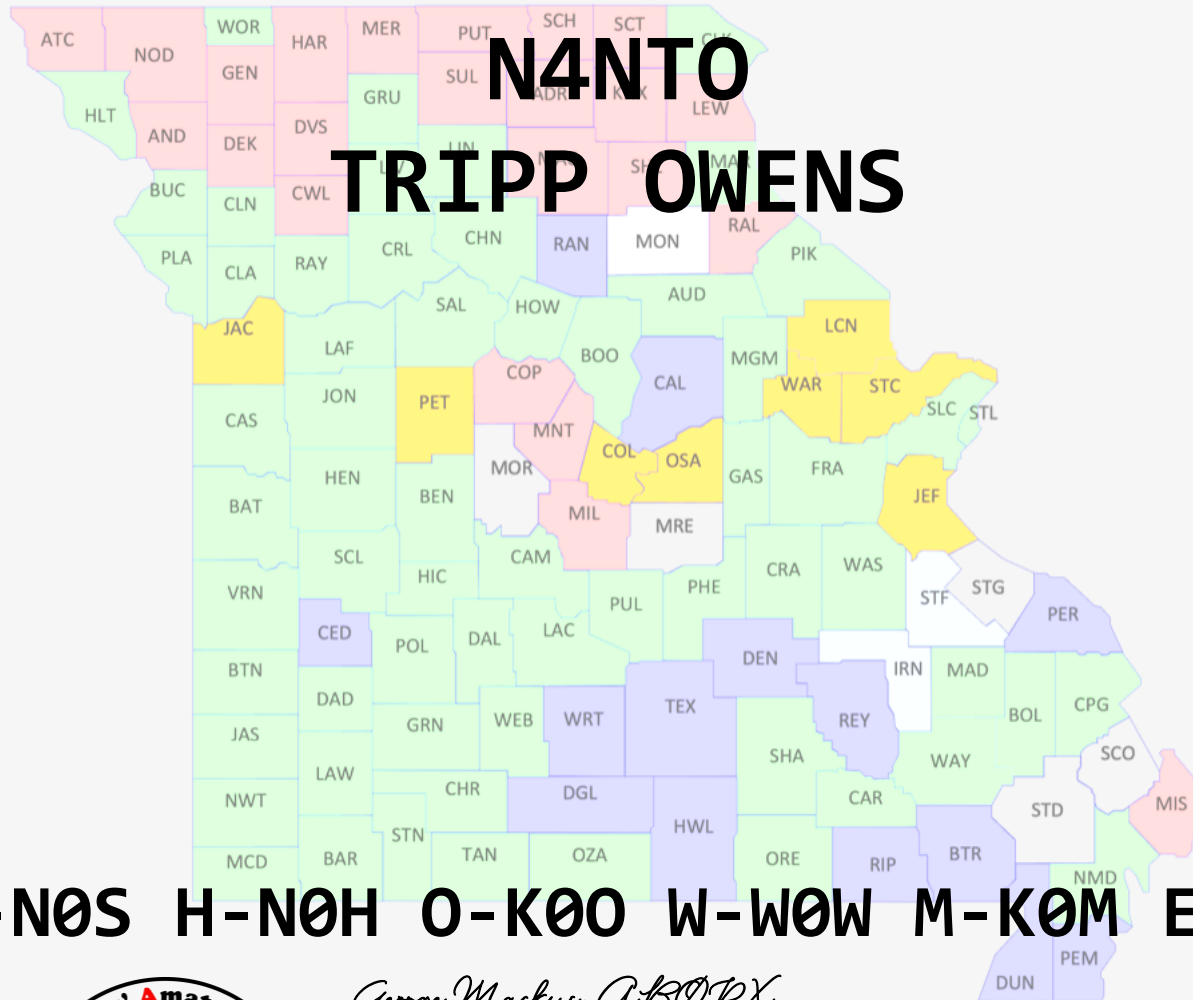 ATC NOD WOR HAR MER PUT SCH SCT
GEN SUL
N4NTO
HLT AND DEK DVS GRU LEW
TRIPP OWENS
BUC CLN CWL MAR
PLA CLA RAY CRL CHN RAN MON RAL PIK
JAC LAF SAL HOW AUD LCN
BOO MGM
CAS JON PET COP CAL WAR STC SLC STL
MNT
BAT HEN BEN MOR COL OSA GAS FRA JEF
MIL MRE
VRN SCL HIC CAM PHE CRA WAS STF STG
PUL PER
BTN CED POL DAL LAC DEN IRN MAD
DAD
JAS GRN WEB WRT TEX REY BOL CPG
LAW SHA WAY SCO
NWT CHR DGL CAR STD MIS
STN HWL
MCD BAR TAN OZA ORE RIP BTR NMD
-N0S H-N0H O-K0O W-W0W M-K0M E
PEM
DUN